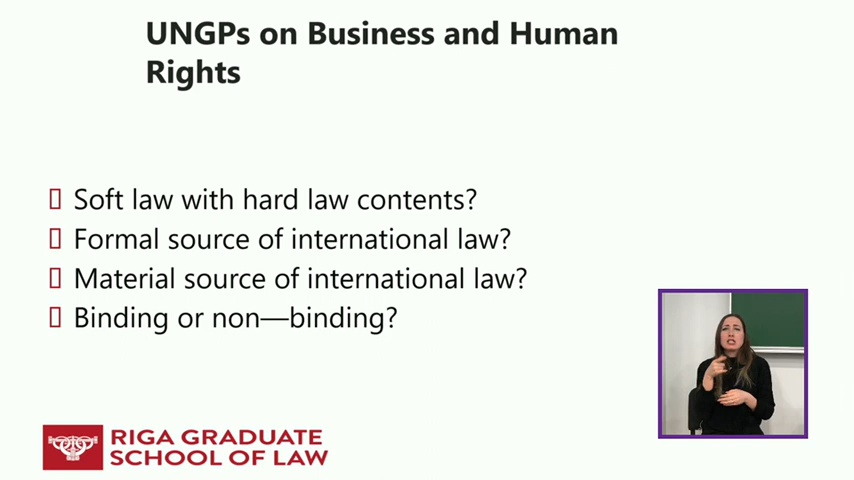 UNGPs on Business and Human
Rights
Soft law with hard law contents?
Formal source of international law?
Material source of international law?
Binding or non—binding?
RIGA GRADUATE
SCHOOL OF LAW